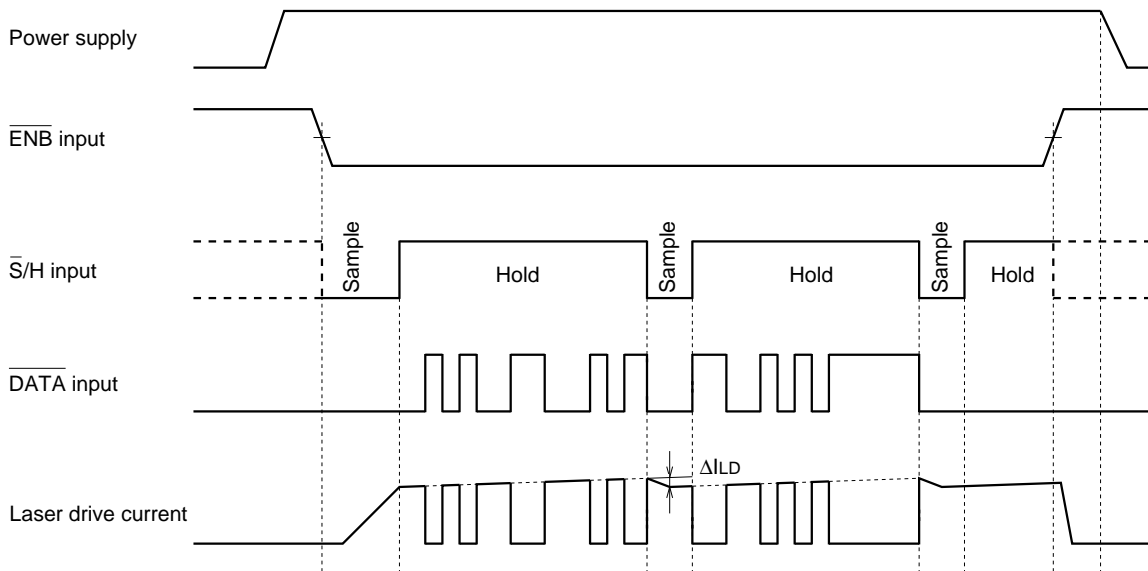 Power supply
ENB input
Sample
Sample
Sample
S/H input
Hold
Hold
Hold
DATA input
ΔILD
Laser drive current